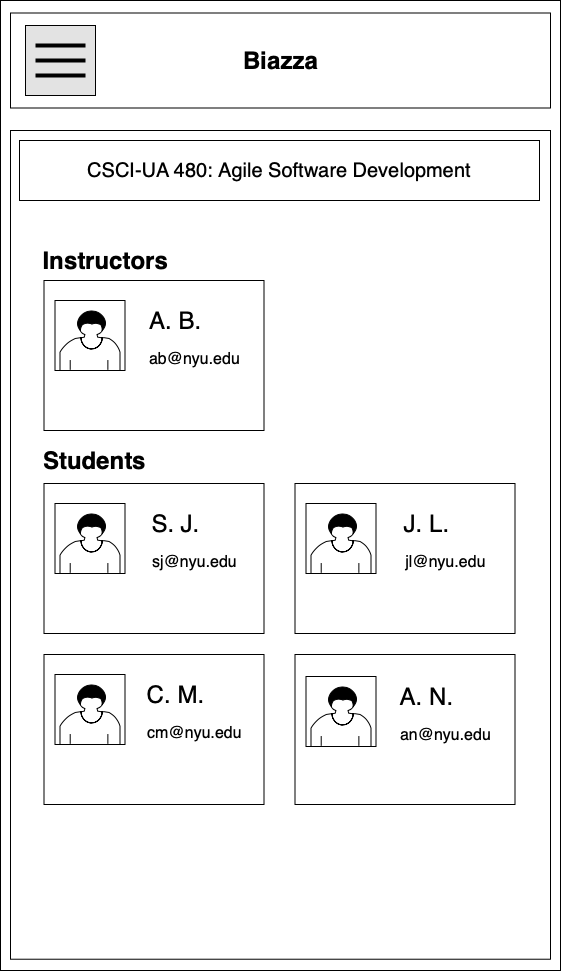 Biazza
CSCI-UA 480: Agile Software Development
Instructors
A. B.
ab@nyu.edu
Students
S. J.
sj@nyu.edu
J. L.
jl@nyu.edu
C. M.
cm@nyu.edu
A. N.
an@nyu.edu